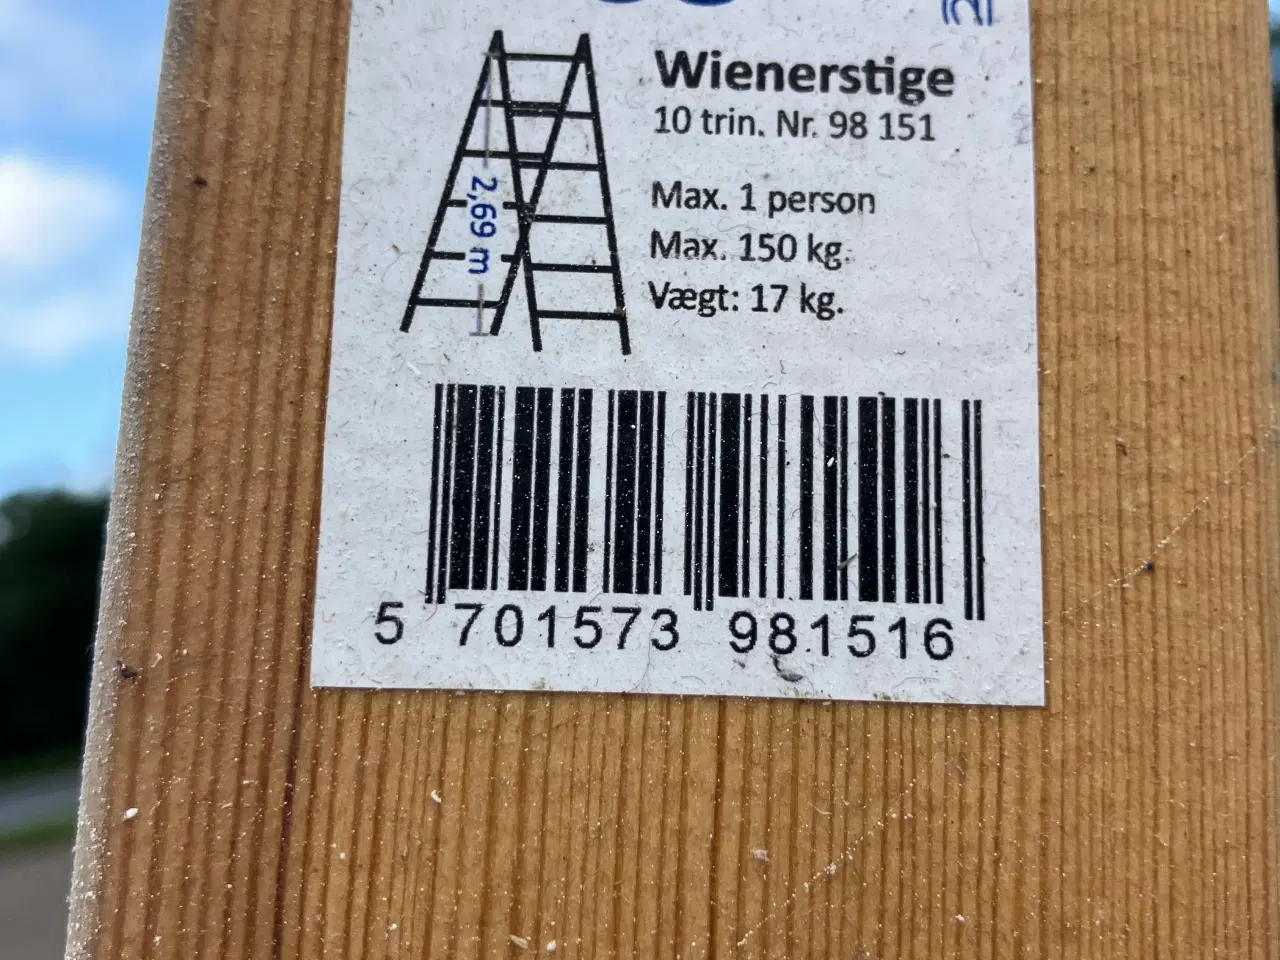 Wienerstige
10 trin. Nr. 98 151
Max. 1 person
Max. 150 kg.
Vægt: 17 kg.
2,69 m
5 701573 981516